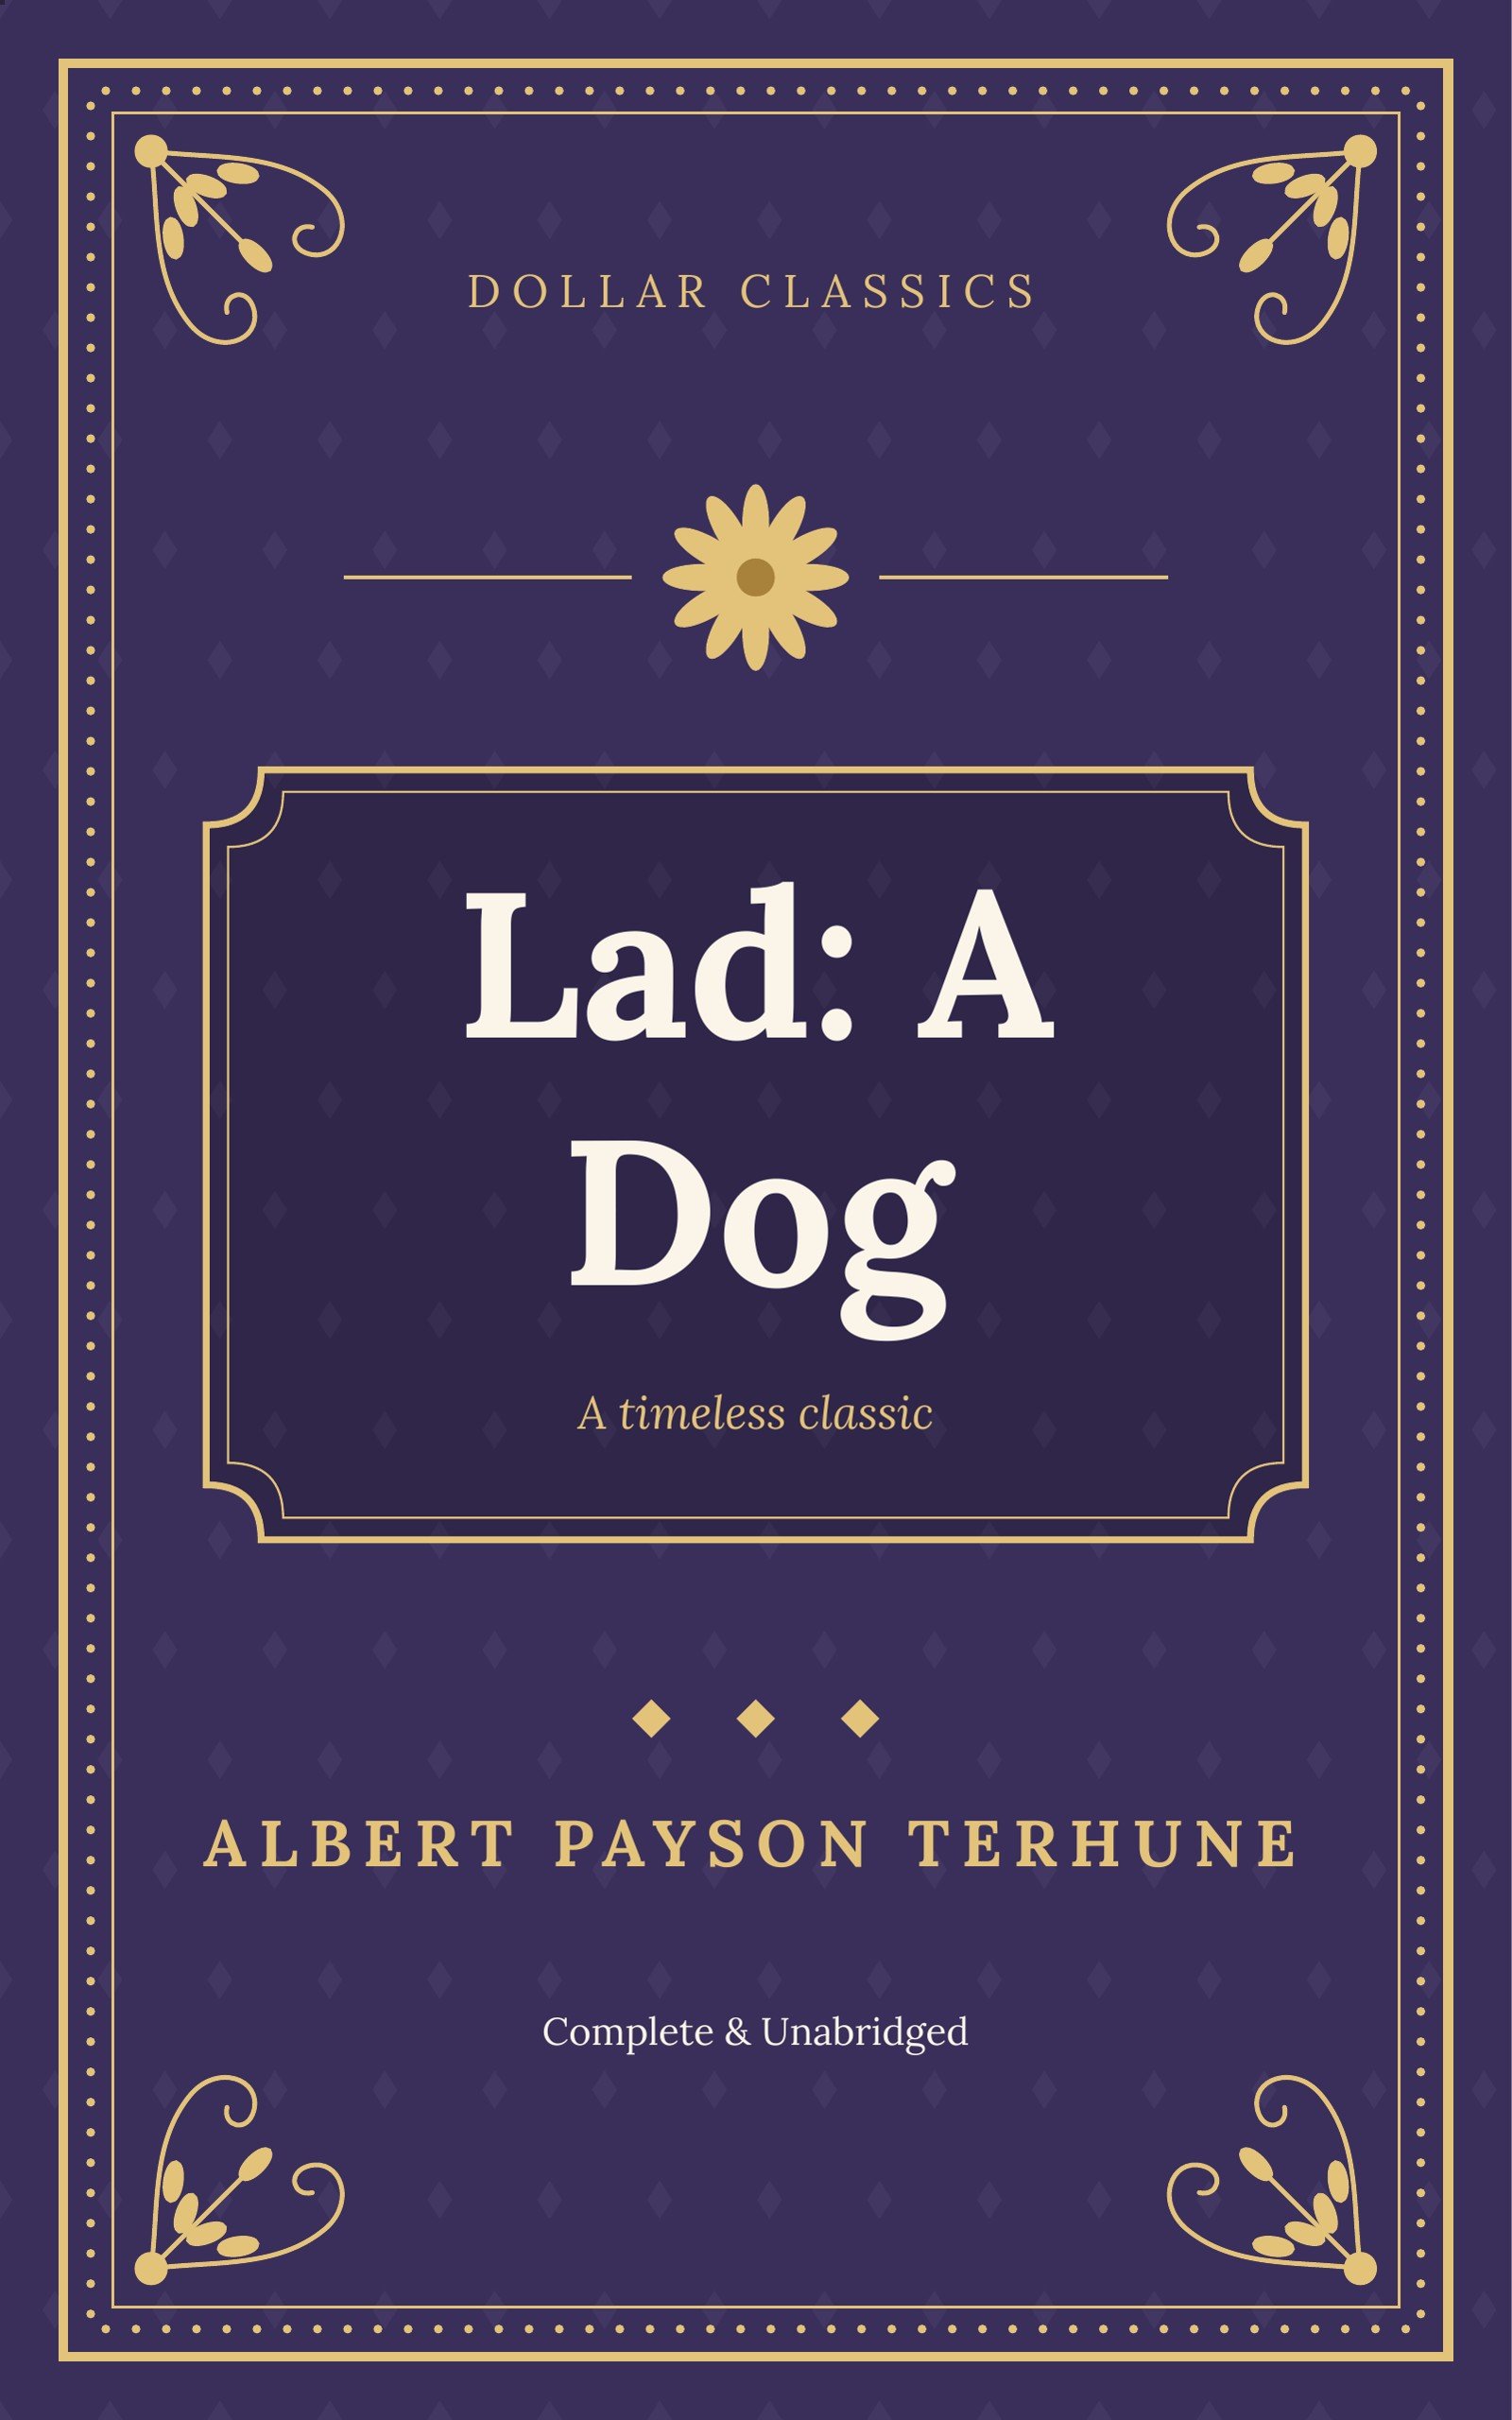 DOLLAR CLASSICS
Lad: A
Dog
A timeless classic
ALBERT PAYSON TERHUNE
Complete & Unabridged